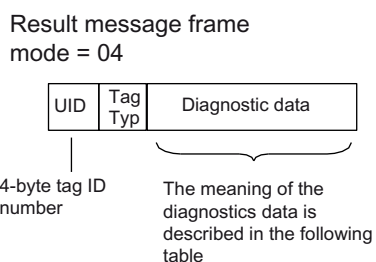 Result message frame
mode = 04
UID
Tag
Typ
Diagnostic data
4-byte tag ID
number
The meaning of the
diagnostics data is
described in the following
table